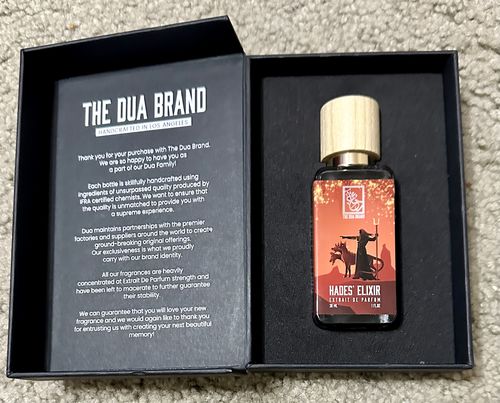 THE DUA BRAND
HANDCRAFTED IN LOS ANGELES
Thank you for your purchase with The Dua Brand.
We are so happy to have you as
a part of our Dua Family!
Each bottle is skillfully handcrafted using
ingredients of unsurpassed quality produced by
IFRA certified chemists. We want to ensure that
the quality is unmatched to provide you with
a supreme experience.
Dua maintains partnerships with the premier
factories and suppliers around the world to create
ground-breaking original offerings.
Our exclusiveness is what we proudly
carry with our brand identity.
All our fragrances are heavily
concentrated at Extrait De Parfum strength and
have been left to macerate to further guarantee
their stability.
We can guarantee that you will love your new
fragrance and we would again like to thank you
for entrusting us with creating your next beautiful
memory!
THE DUA BRAND
HADES' ELIXIR
EXTRAIT DE PARFUM
30 ML 1 FL.OZ